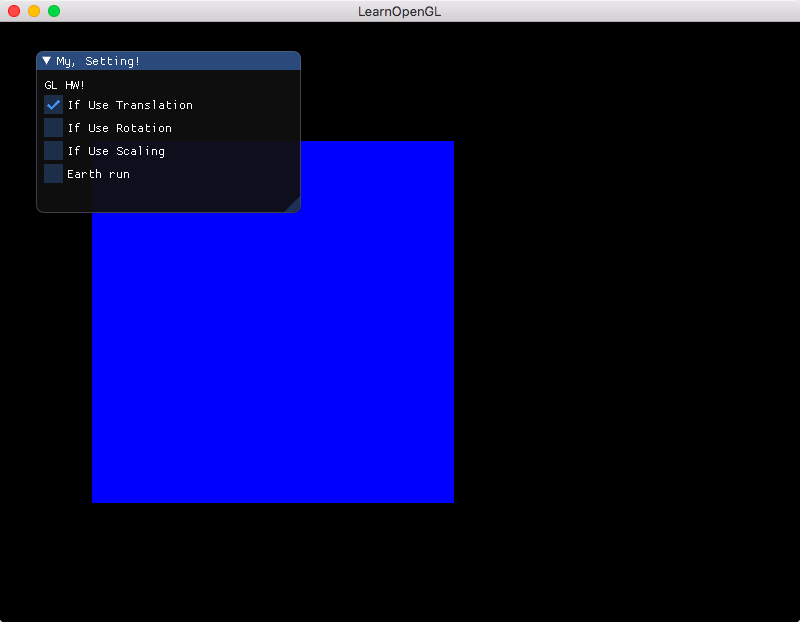 LearnOpenGL
My, Setting!
GL HW!
If Use Translation
If Use Rotation
If Use Scaling
Earth run